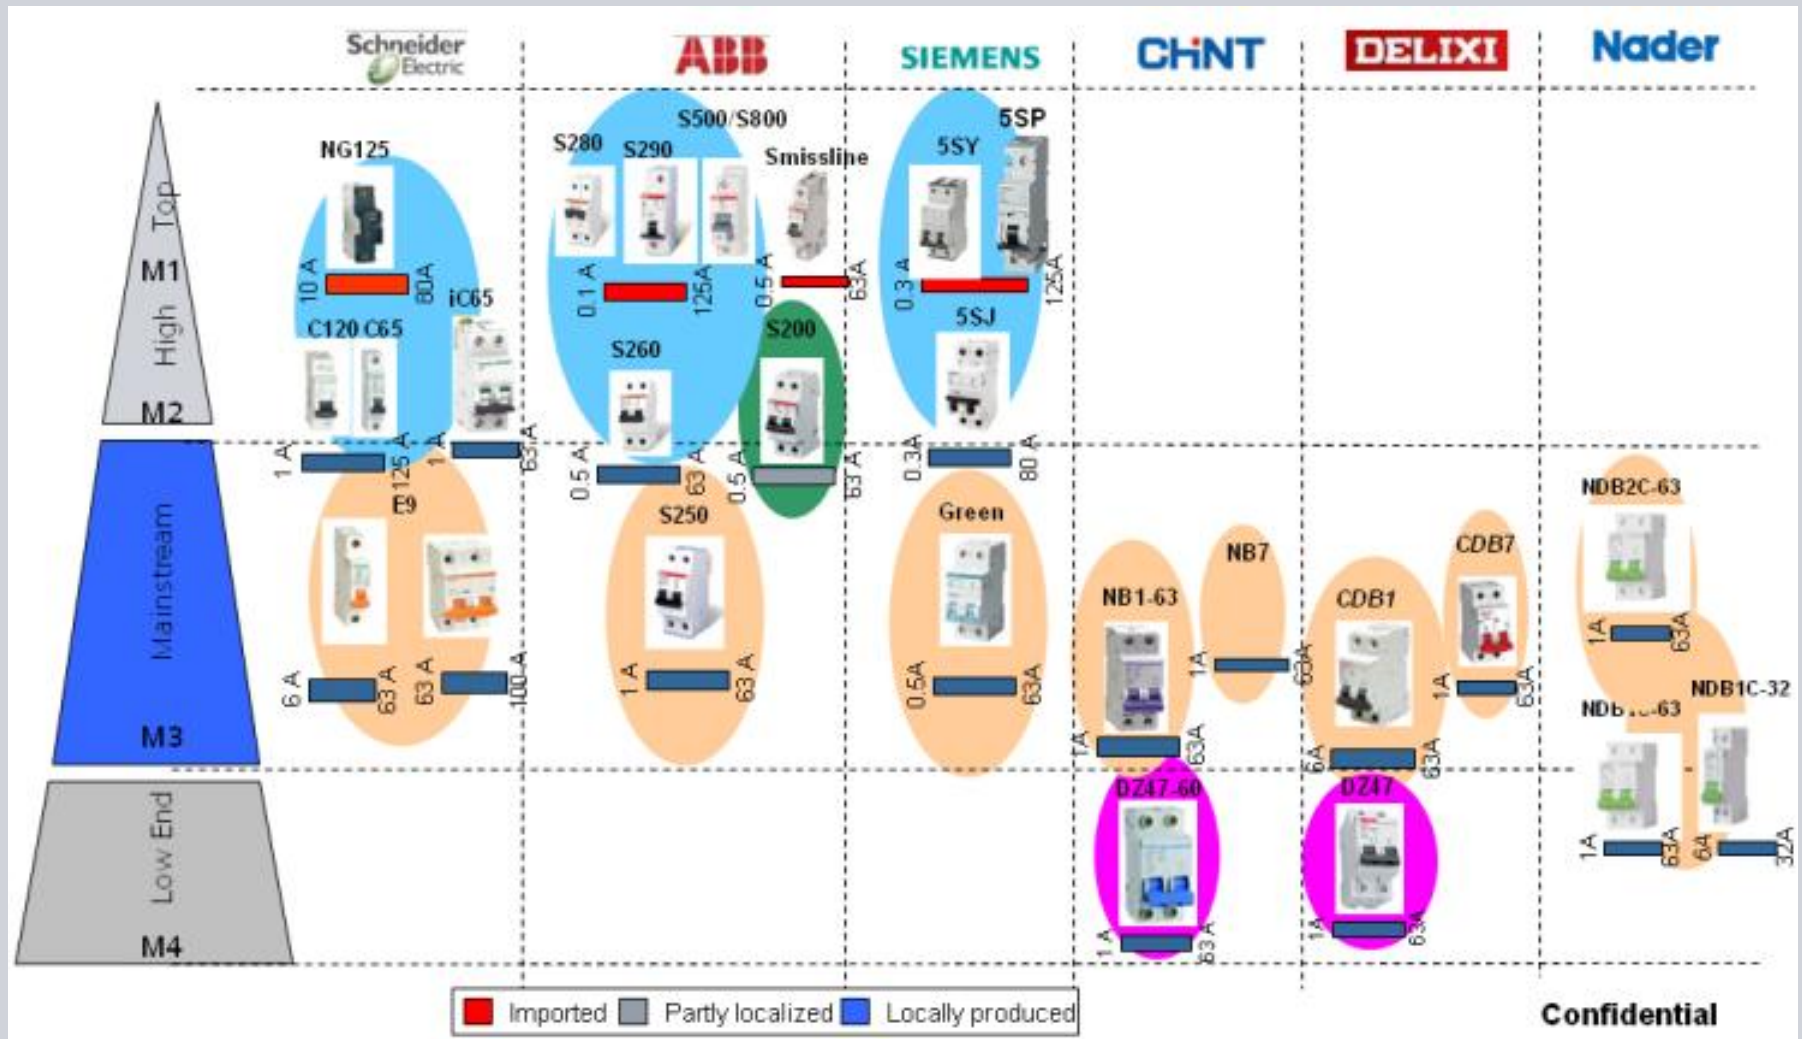 Schneider
Electric
ABB
SIEMENS
CHINT
DELIXI
Nader
Top
M1
High
M2
NG125
10 A
80A
C120 C65
1 A
125 A
iC65
1 A
63 A
S280
S290
S500/S800
0.1 A
125A
Smissline
0.5 A
63A
S260
0.5 A
63 A
S200
0.5 A
63 A
5SY
5SP
0.3 A
125A
5SJ
0.3A
80 A
Mainstream
M3
E9
6 A
63 A
63 A
100A
S250
1 A
63 A
Green
0.5A
63A
NB1-63
1A
63A
NB7
1A
63A
CDB1
6A
63A
CDB7
1A
63A
NDB2C-63
1A
63A
NDB1C-32
6A
32A
1A
63A
Low End
M4
DZ47-60
1 A
63 A
DZ47
1A
63A
Imported
Partly localized
Locally produced
Confidential